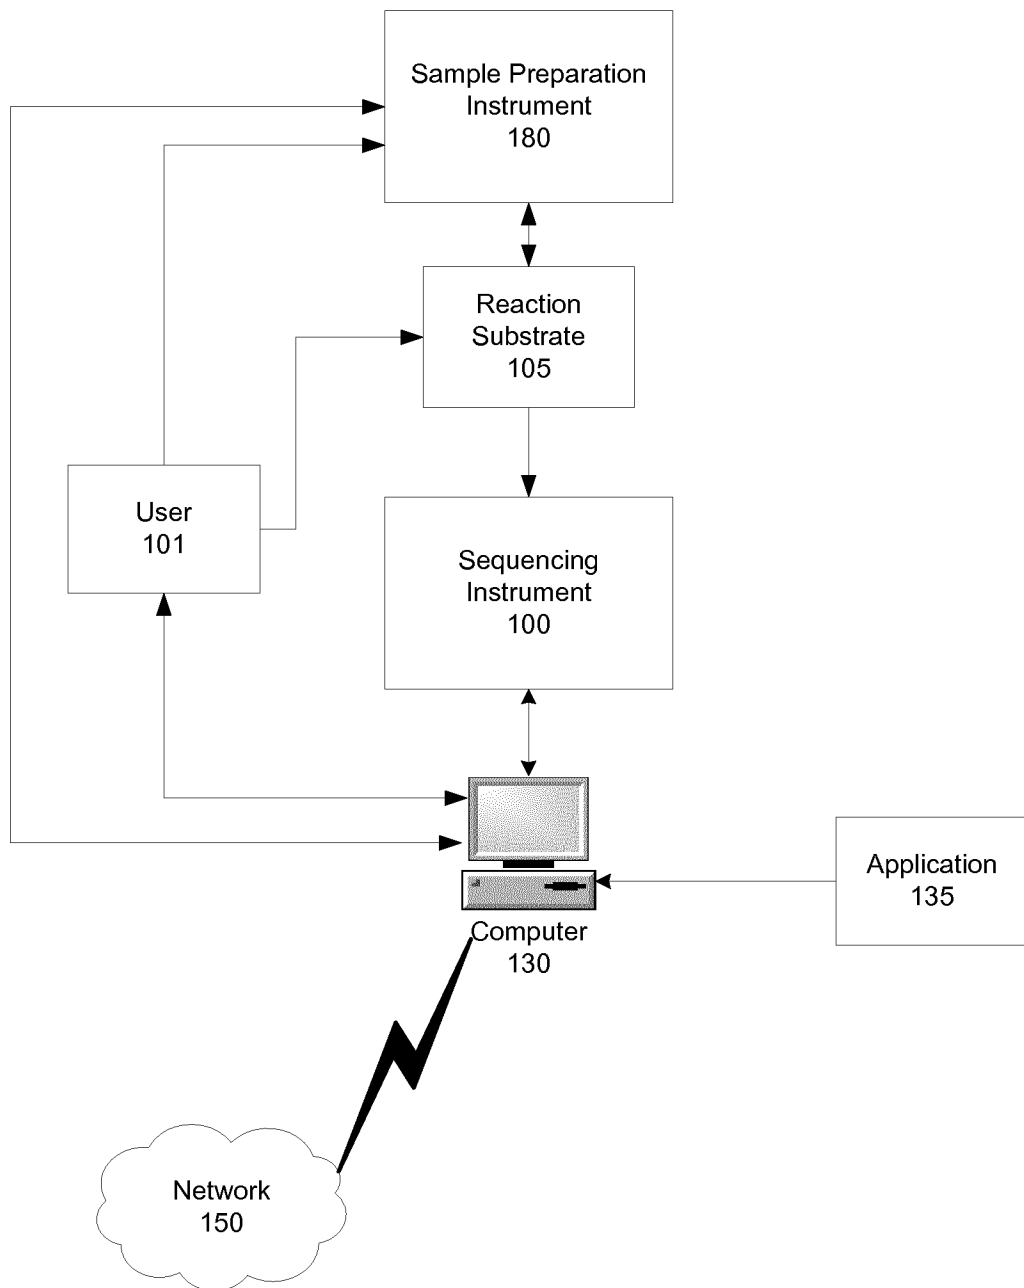 Sample Preparation
Instrument
180
Reaction
Substrate
105
User
101
Sequencing
Instrument
100
Application
135
Computer
130
Network
150